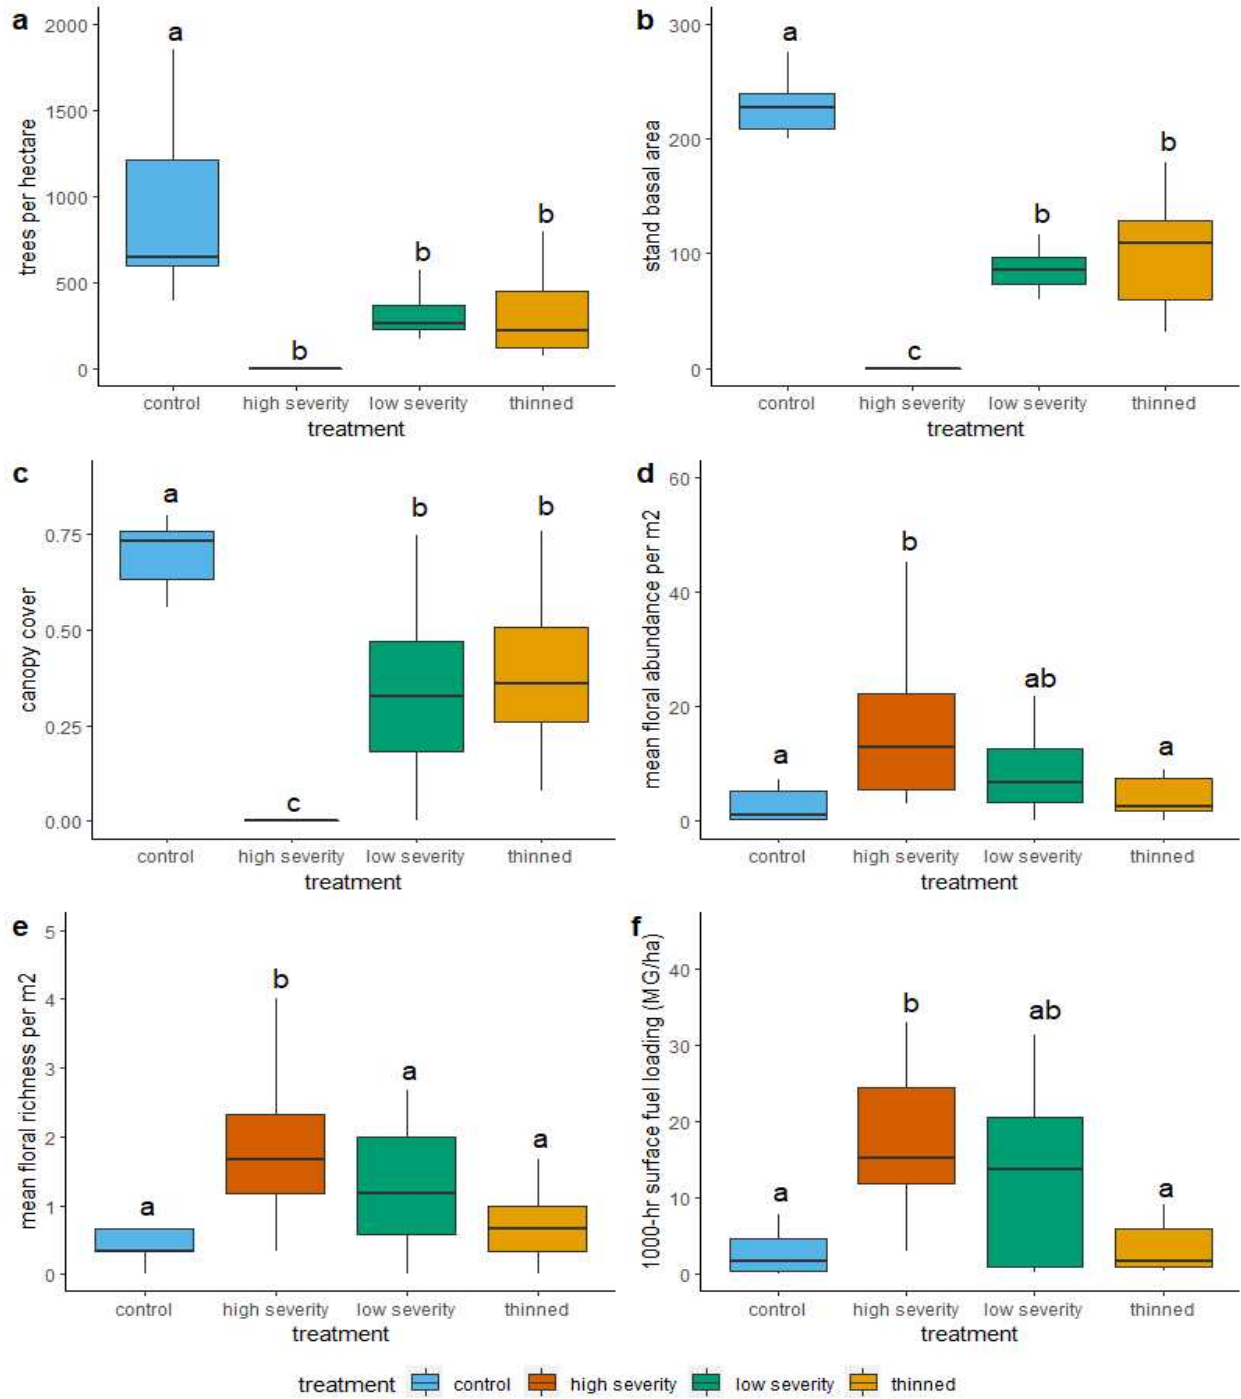 a
trees per hectare
2000
1500
1000
500
0
a
b
b
b
control high severity low severity thinned
treatment
b
stand basal area
300
200
100
0
a
c
b
b
control high severity low severity thinned
treatment
c
canopy cover
0.75
0.50
0.25
0.00
a
c
b
b
control high severity low severity thinned
treatment
d
mean floral abundance per m2
60
40
20
0
a
b
ab
a
control high severity low severity thinned
treatment
e
mean floral richness per m2
5
4
3
2
1
0
a
b
a
a
control high severity low severity thinned
treatment
f
1000-hr surface fuel loading (MG/ha)
40
30
20
10
0
a
b
ab
a
control high severity low severity thinned
treatment
treatment control high severity low severity thinned